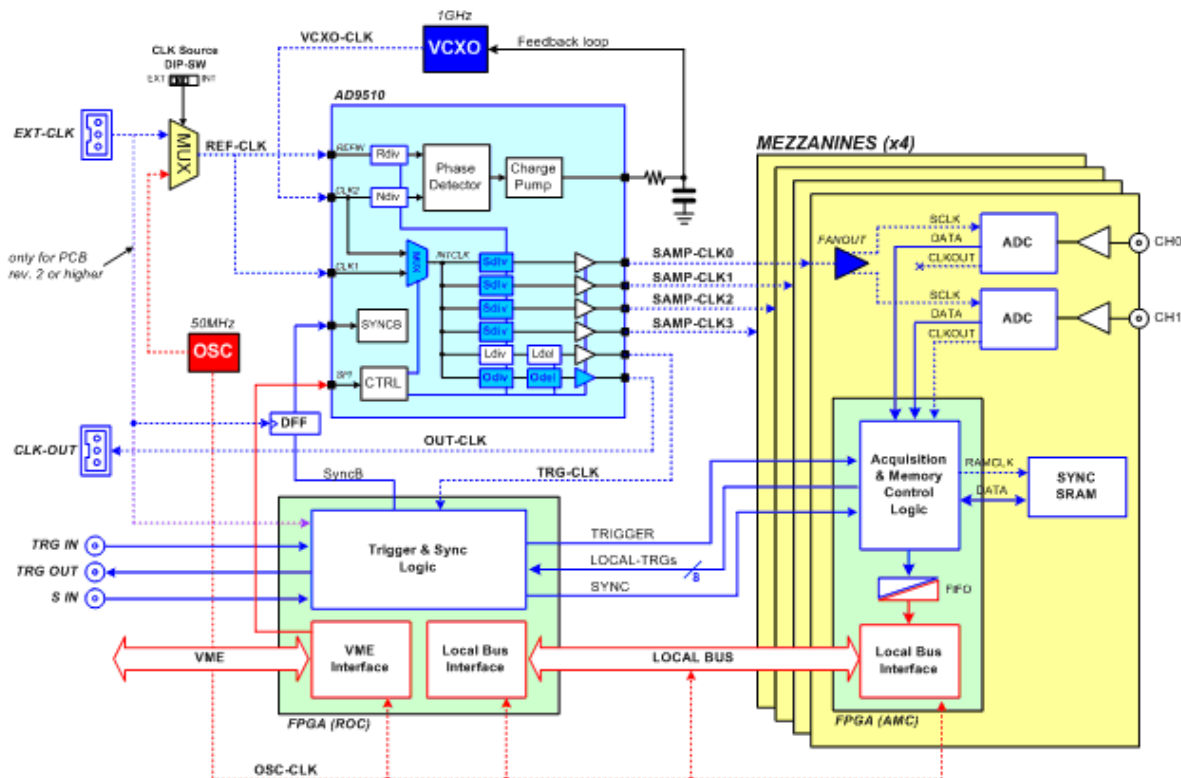 1GHz
VCXO-CLK
VCXO
Feedback loop
CLK Source
DIP-SW
EXT
INT
AD9510
EXT-CLK
MUX
REF-CLK
REFIN
Rdiv
Phase
Detector
Charge
Pump
CLK2
Ndiv
MEZZANINES (x4)
only for PCB
rev. 2 or higher
CLK1
MUX
INTCLK
Sdiv
Sdiv
Sdiv
Sdiv
Ldiv
Ldel
Odiv
Odel
SYNCB
SPI
CTRL
SAMP-CLK0
SAMP-CLK1
SAMP-CLK2
SAMP-CLK3
FANOUT
SCLK
DATA
CLKOUT
ADC
CH0
SCLK
DATA
CLKOUT
ADC
CH1
50MHz
OSC
DFF
CLK-OUT
OUT-CLK
SyncB
TRG-CLK
Acquisition
& Memory
Control
Logic
RAMCLK
DATA
SYNC
SRAM
TRG IN
TRG OUT
S IN
Trigger & Sync
Logic
TRIGGER
LOCAL-TRGs
8
SYNC
FIFO
VME
VME
Interface
Local Bus
Interface
LOCAL BUS
Local Bus
Interface
FPGA (ROC)
FPGA (AMC)
OSC-CLK